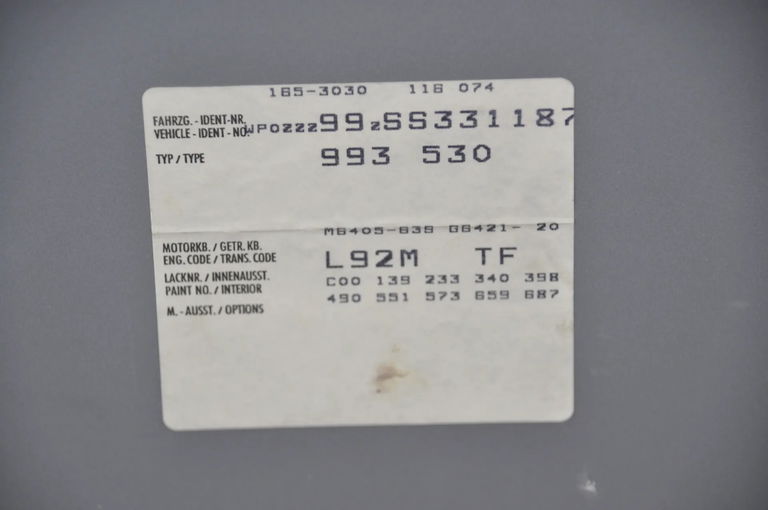 165-3030 116 074
FAHRZG. - IDENT-NR.
VEHICLE - IDENT - NO. WP0ZZZ99ZSS331187
TYP / TYPE 993 530
M6405-639 G6421- 20
MOTORKB. / GETR. KB.
ENG. CODE / TRANS. CODE L92M TF
LACKNR. / INNENAUSST. C00 139 233 340 398
PAINT NO. / INTERIOR 490 551 573 659 687
M. - AUSST. / OPTIONS